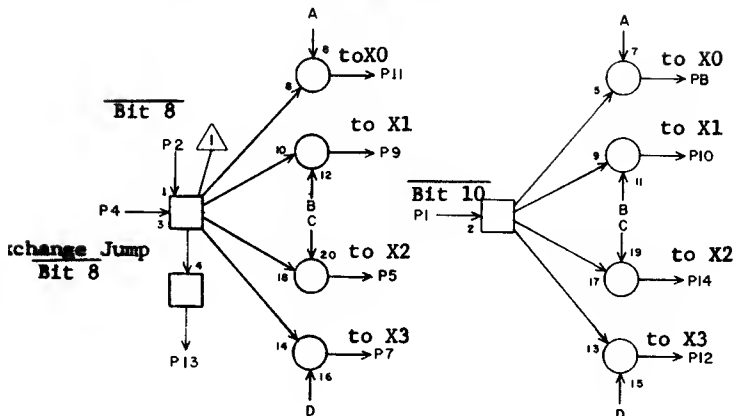 A
8
toX0
8
P11
Bit 8
P2
1
to X1
10
P9
12
1
P4
3
B
C
xchange Jump
Bit 8
4
20
to X2
18
P5
P13
to X3
14
P7
16
D
A
7
to X0
5
P8
to X1
9
P10
11
Bit 10
P1
2
B
C
19
to X2
17
P14
to X3
13
P12
15
D